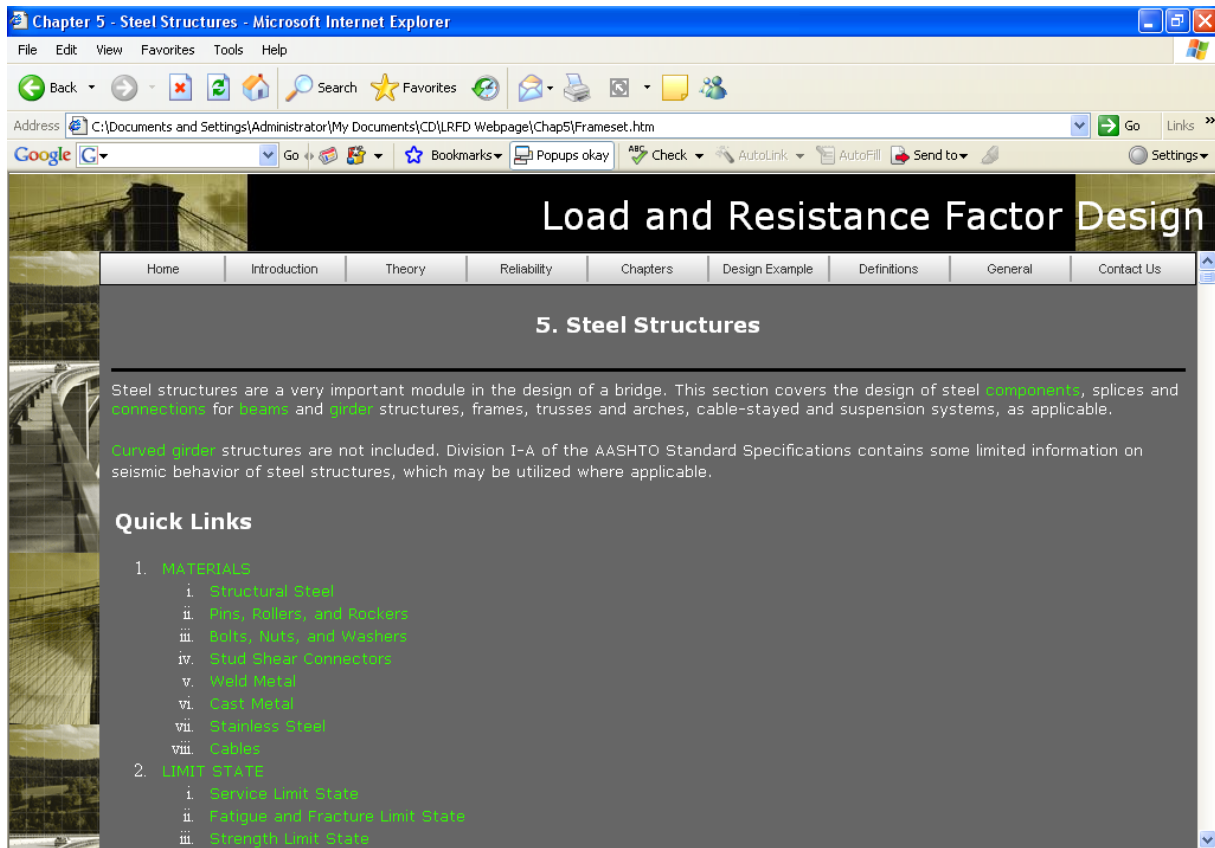 Chapter 5 - Steel Structures - Microsoft Internet Explorer
File Edit View Favorites Tools Help
Back Search Favorites
Address C:\Documents and Settings\Administrator\My Documents\CD\LRFD Webpage\Chap5\Frameset.htm Go Links »
Google G Go Bookmarks Popups okay ABC Check AutoLink AutoFill Send to Settings
Load and Resistance Factor Design
Home Introduction Theory Reliability Chapters Design Example Definitions General Contact Us
5. Steel Structures
Steel structures are a very important module in the design of a bridge. This section covers the design of steel components, splices and
connections for beams and girder structures, frames, trusses and arches, cable-stayed and suspension systems, as applicable.
Curved girder structures are not included. Division I-A of the AASHTO Standard Specifications contains some limited information on
seismic behavior of steel structures, which may be utilized where applicable.
Quick Links
1. MATERIALS
i. Structural Steel
ii. Pins, Rollers, and Rockers
iii. Bolts, Nuts, and Washers
iv. Stud Shear Connectors
v. Weld Metal
vi. Cast Metal
vii. Stainless Steel
viii. Cables
2. LIMIT STATE
i. Service Limit State
ii. Fatigue and Fracture Limit State
iii. Strength Limit State